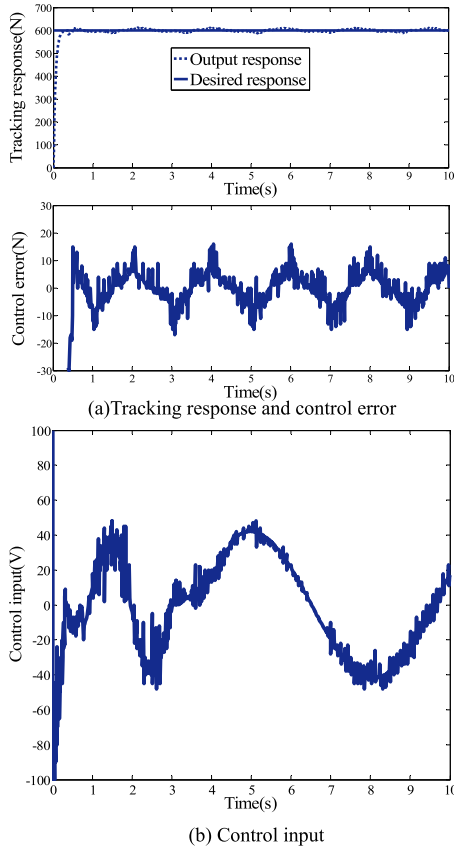 700
600
500
400
300
200
100
0
Tracking response(N)
Output response
Desired response
0 1 2 3 4 5 6 7 8 9 10
Time(s)
30
20
10
0
-10
-20
-30
Control error(N)
0 1 2 3 4 5 6 7 8 9 10
Time(s)
(a)Tracking response and control error
100
80
60
40
20
0
-20
-40
-60
-80
-100
Control input(V)
0 1 2 3 4 5 6 7 8 9 10
Time(s)
(b) Control input